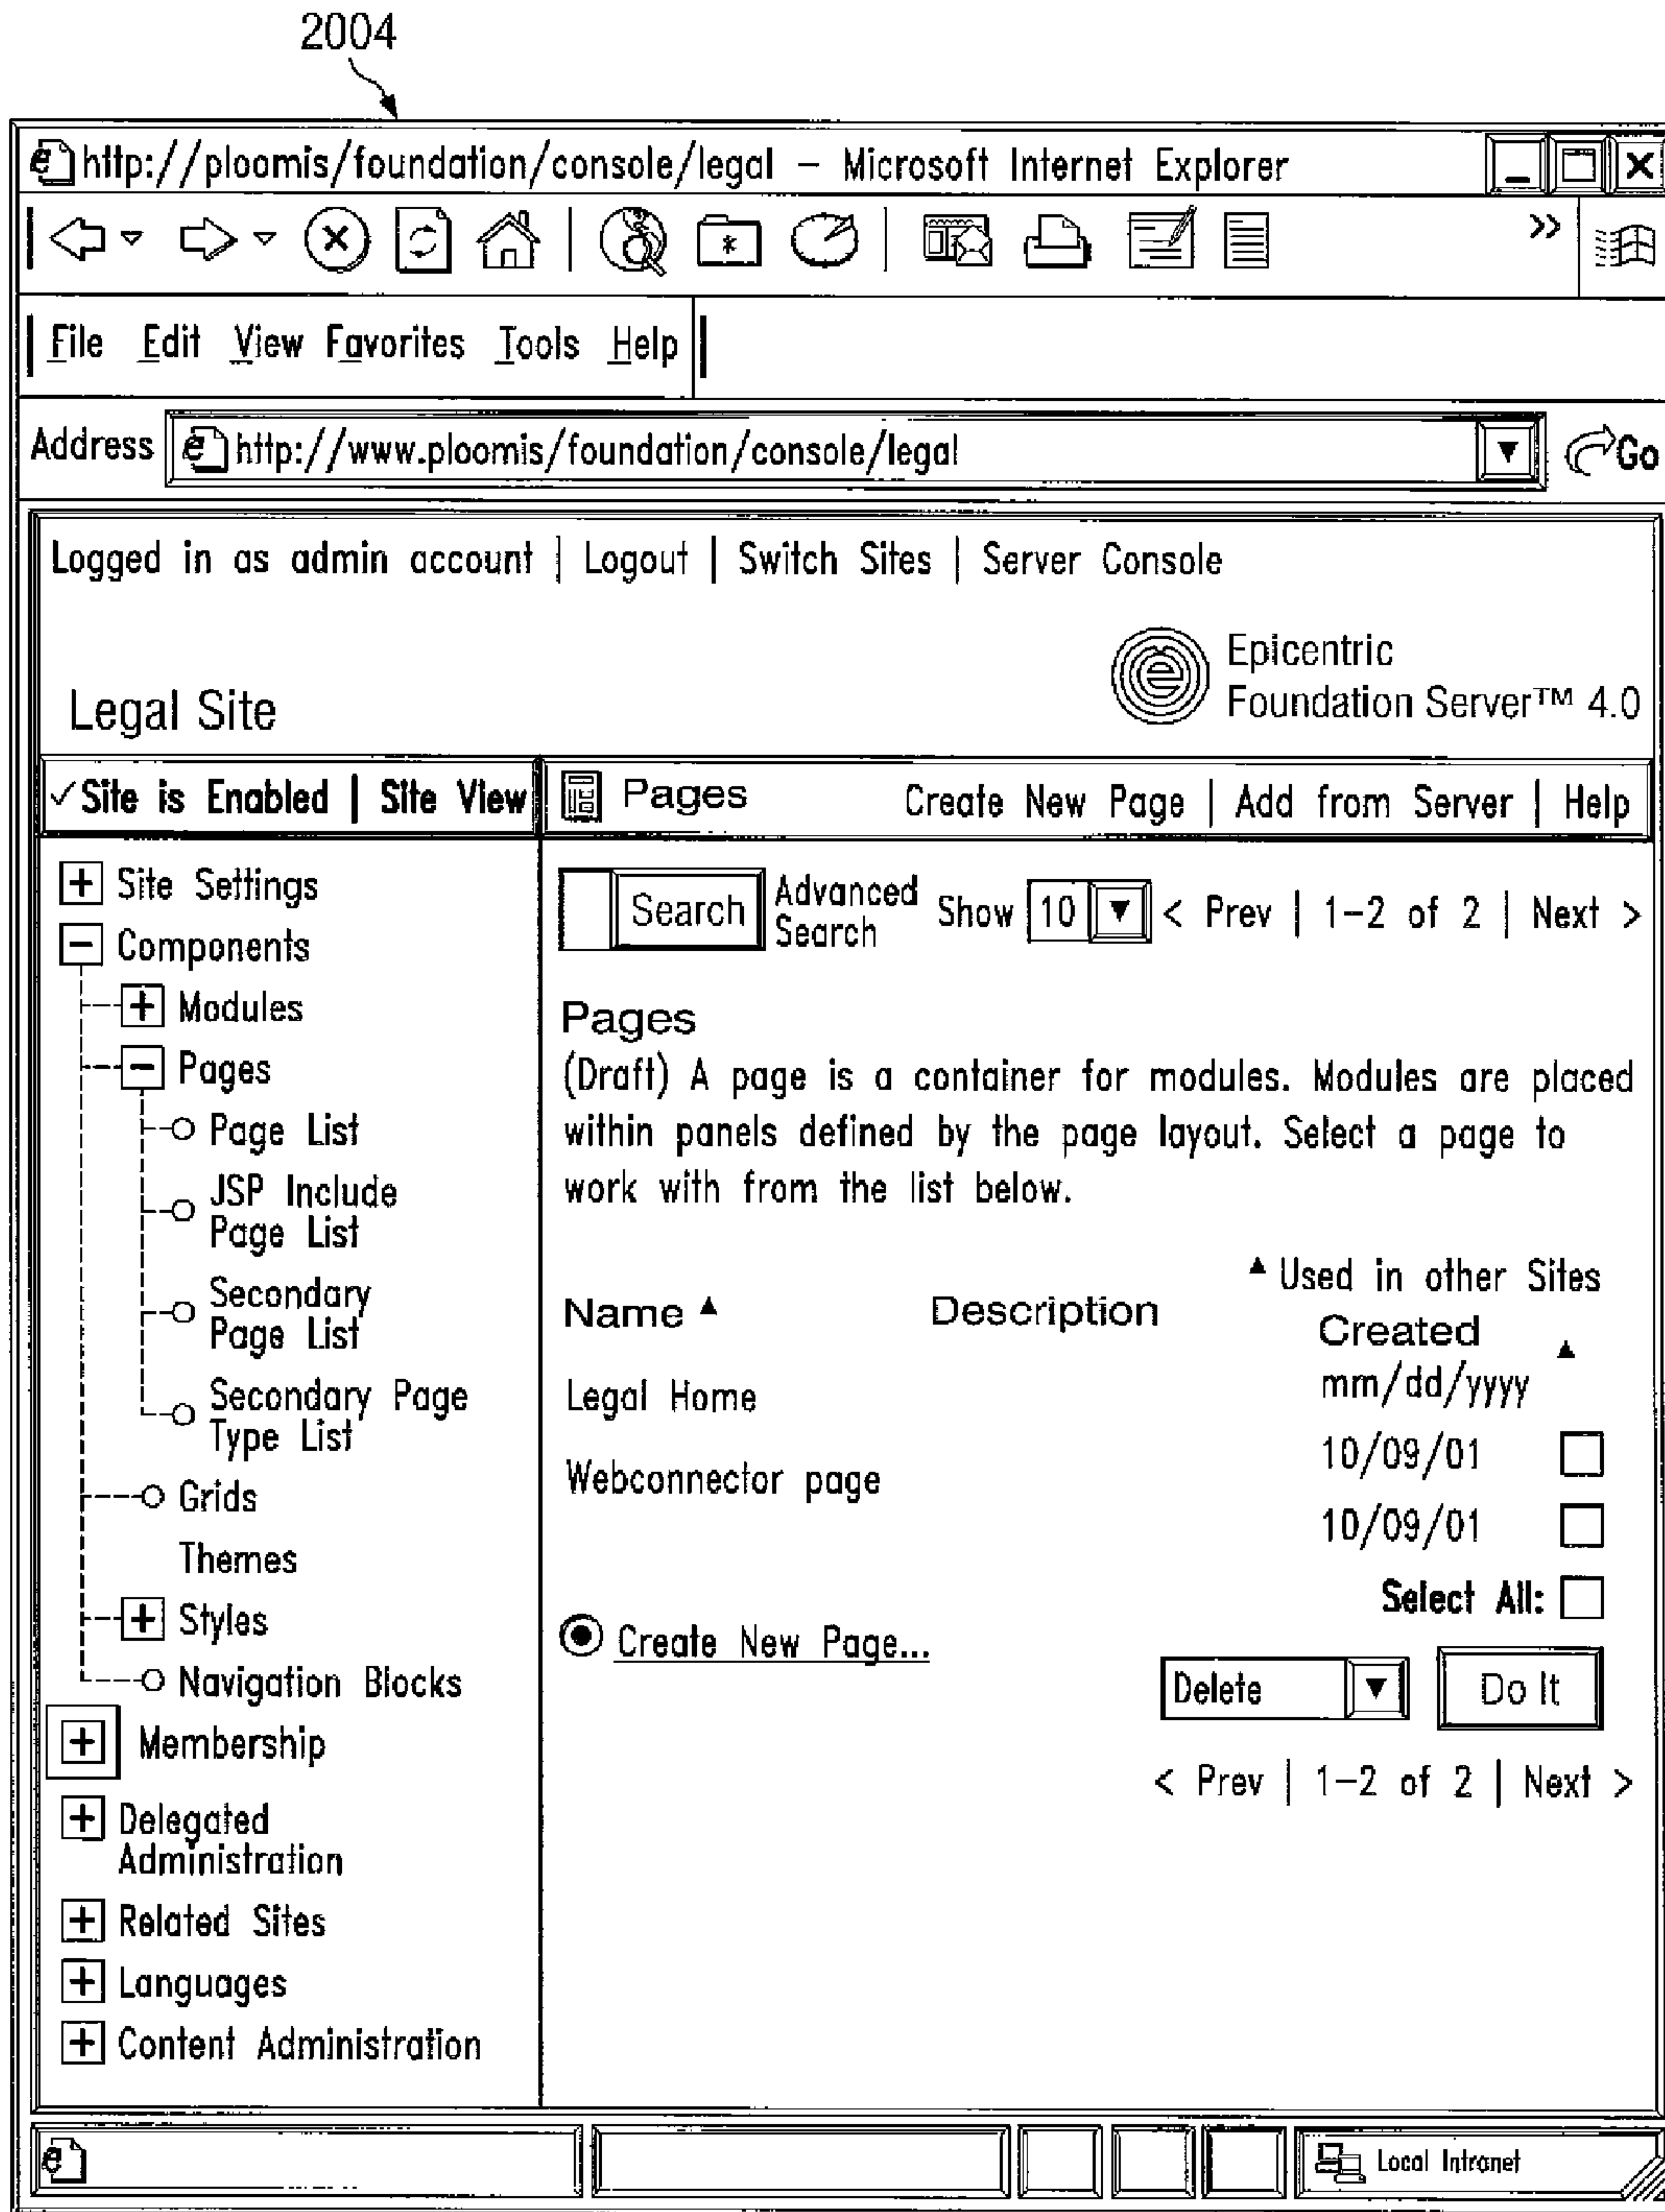 2004
http://ploomis/foundation/console/legal – Microsoft Internet Explorer
File Edit View Favorites Tools Help
Address http://www.ploomis/foundation/console/legal Go
Logged in as admin account | Logout | Switch Sites | Server Console
Epicentric
Foundation Server™ 4.0
Legal Site
✓Site is Enabled | Site View
Pages Create New Page | Add from Server | Help
+ Site Settings
− Components
+ Modules
− Pages
Page List
JSP Include
Page List
Secondary
Page List
Secondary Page
Type List
Grids
Themes
+ Styles
Navigation Blocks
+ Membership
+ Delegated
Administration
+ Related Sites
+ Languages
+ Content Administration
Search Advanced
Search
Show 10 ▼ < Prev | 1–2 of 2 | Next >
Pages
(Draft) A page is a container for modules. Modules are placed
within panels defined by the page layout. Select a page to
work with from the list below.
▲ Used in other Sites
Name ▲ Description Created ▲
mm/dd/yyyy
Legal Home
10/09/01
Webconnector page
10/09/01
Select All:
Create New Page...
Delete ▼ Do It
< Prev | 1–2 of 2 | Next >
Local Intranet